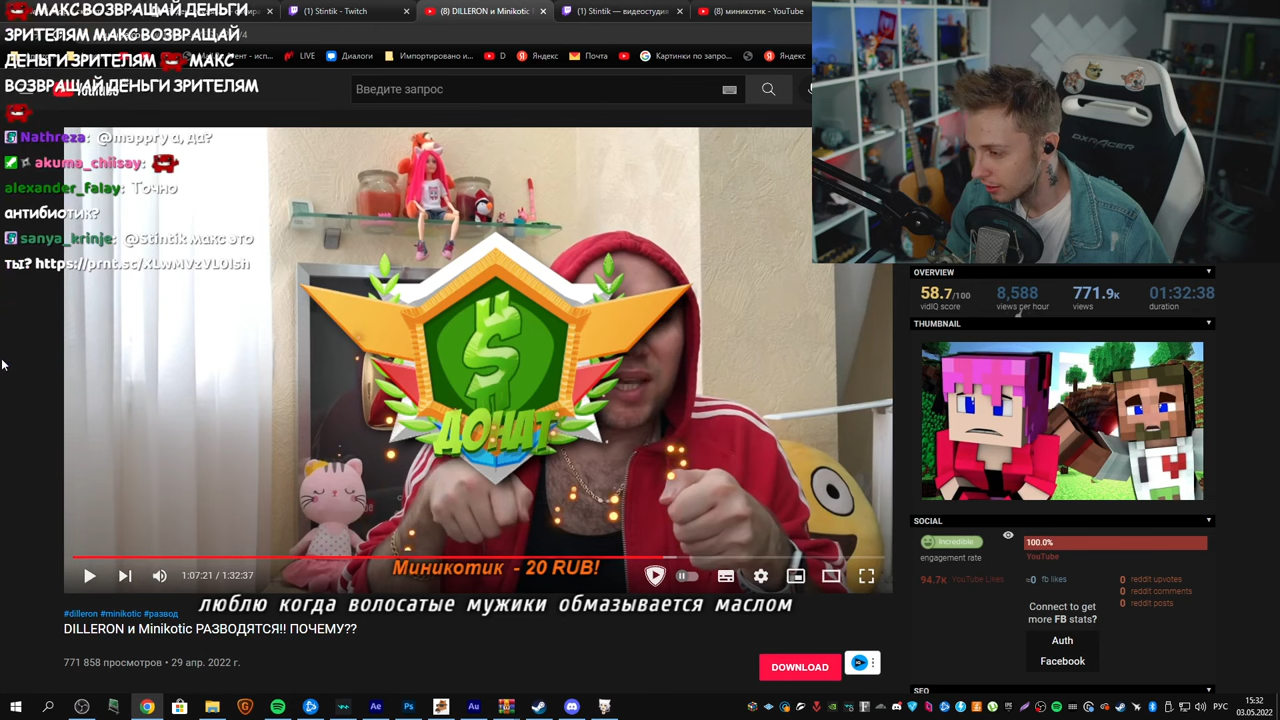 МАКС ВОЗВРАЩАЙ ДЕНЬГИ
ЗРИТЕЛЯМ МАКС ВОЗВРАЩАЙ
ДЕНЬГИ ЗРИТЕЛЯМ МАКС
ВОЗВРАЩАЙ ДЕНЬГИ ЗРИТЕЛЯМ
Nathreza: @mappry а, да?
akuma_chiisay:
alexander_falay: Точно
антибиотик?
sanya_krinje: @Stintik макс это
ты? https://prnt.sc/XLwMVzVL0lsh
(1) Stintik - Twitch
(8) DILLERON и Minikotic
Stintik — видеостудия
(8) миникотик - YouTube
LIVE
Диалоги
Импортировано и...
D
Яндекс
Почта
Картинки по запро...
Яндекс
Введите запрос
DXRACER
ДОНАТ
Миникотик - 20 RUB!
люблю когда волосатые мужики обмазывается маслом
1:07:21 / 1:32:37
#dilleron #minikotic #развод
DILLERON и Minikotic РАЗВОДЯТСЯ!! ПОЧЕМУ??
771 858 просмотров • 29 апр. 2022 г.
DOWNLOAD
OVERVIEW
58.7/100
vidIQ score
8,588
views per hour
771.9K
views
01:32:38
duration
THUMBNAIL
SOCIAL
Incredible
engagement rate
100.0%
YouTube
94.7K YouTube Likes
≈0 fb likes
0 reddit upvotes
0 reddit comments
0 reddit posts
Connect to get
more FB stats?
Auth
Facebook
SEO
Ae
Ps
Au
РУС
15:32
03.05.2022